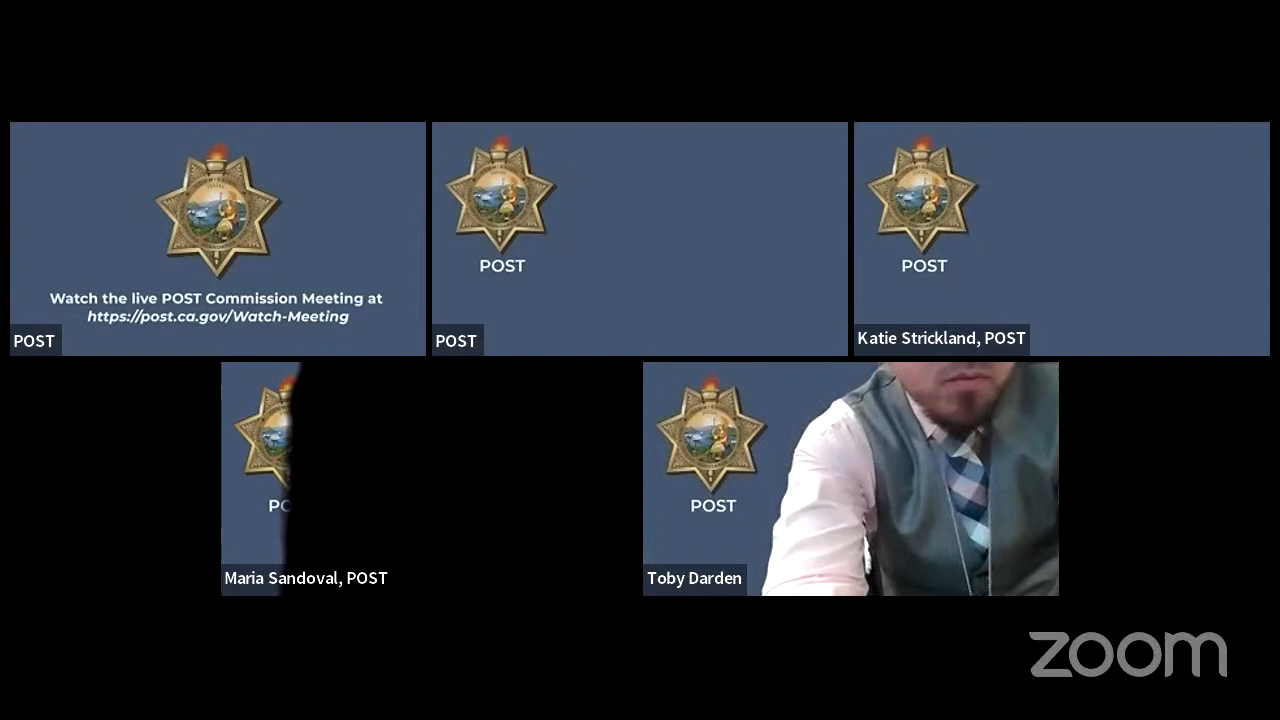 Watch the live POST Commission Meeting at
https://post.ca.gov/Watch-Meeting
POST
POST
POST
POST
Katie Strickland, POST
PO
Maria Sandoval, POST
POST
Toby Darden
zoom